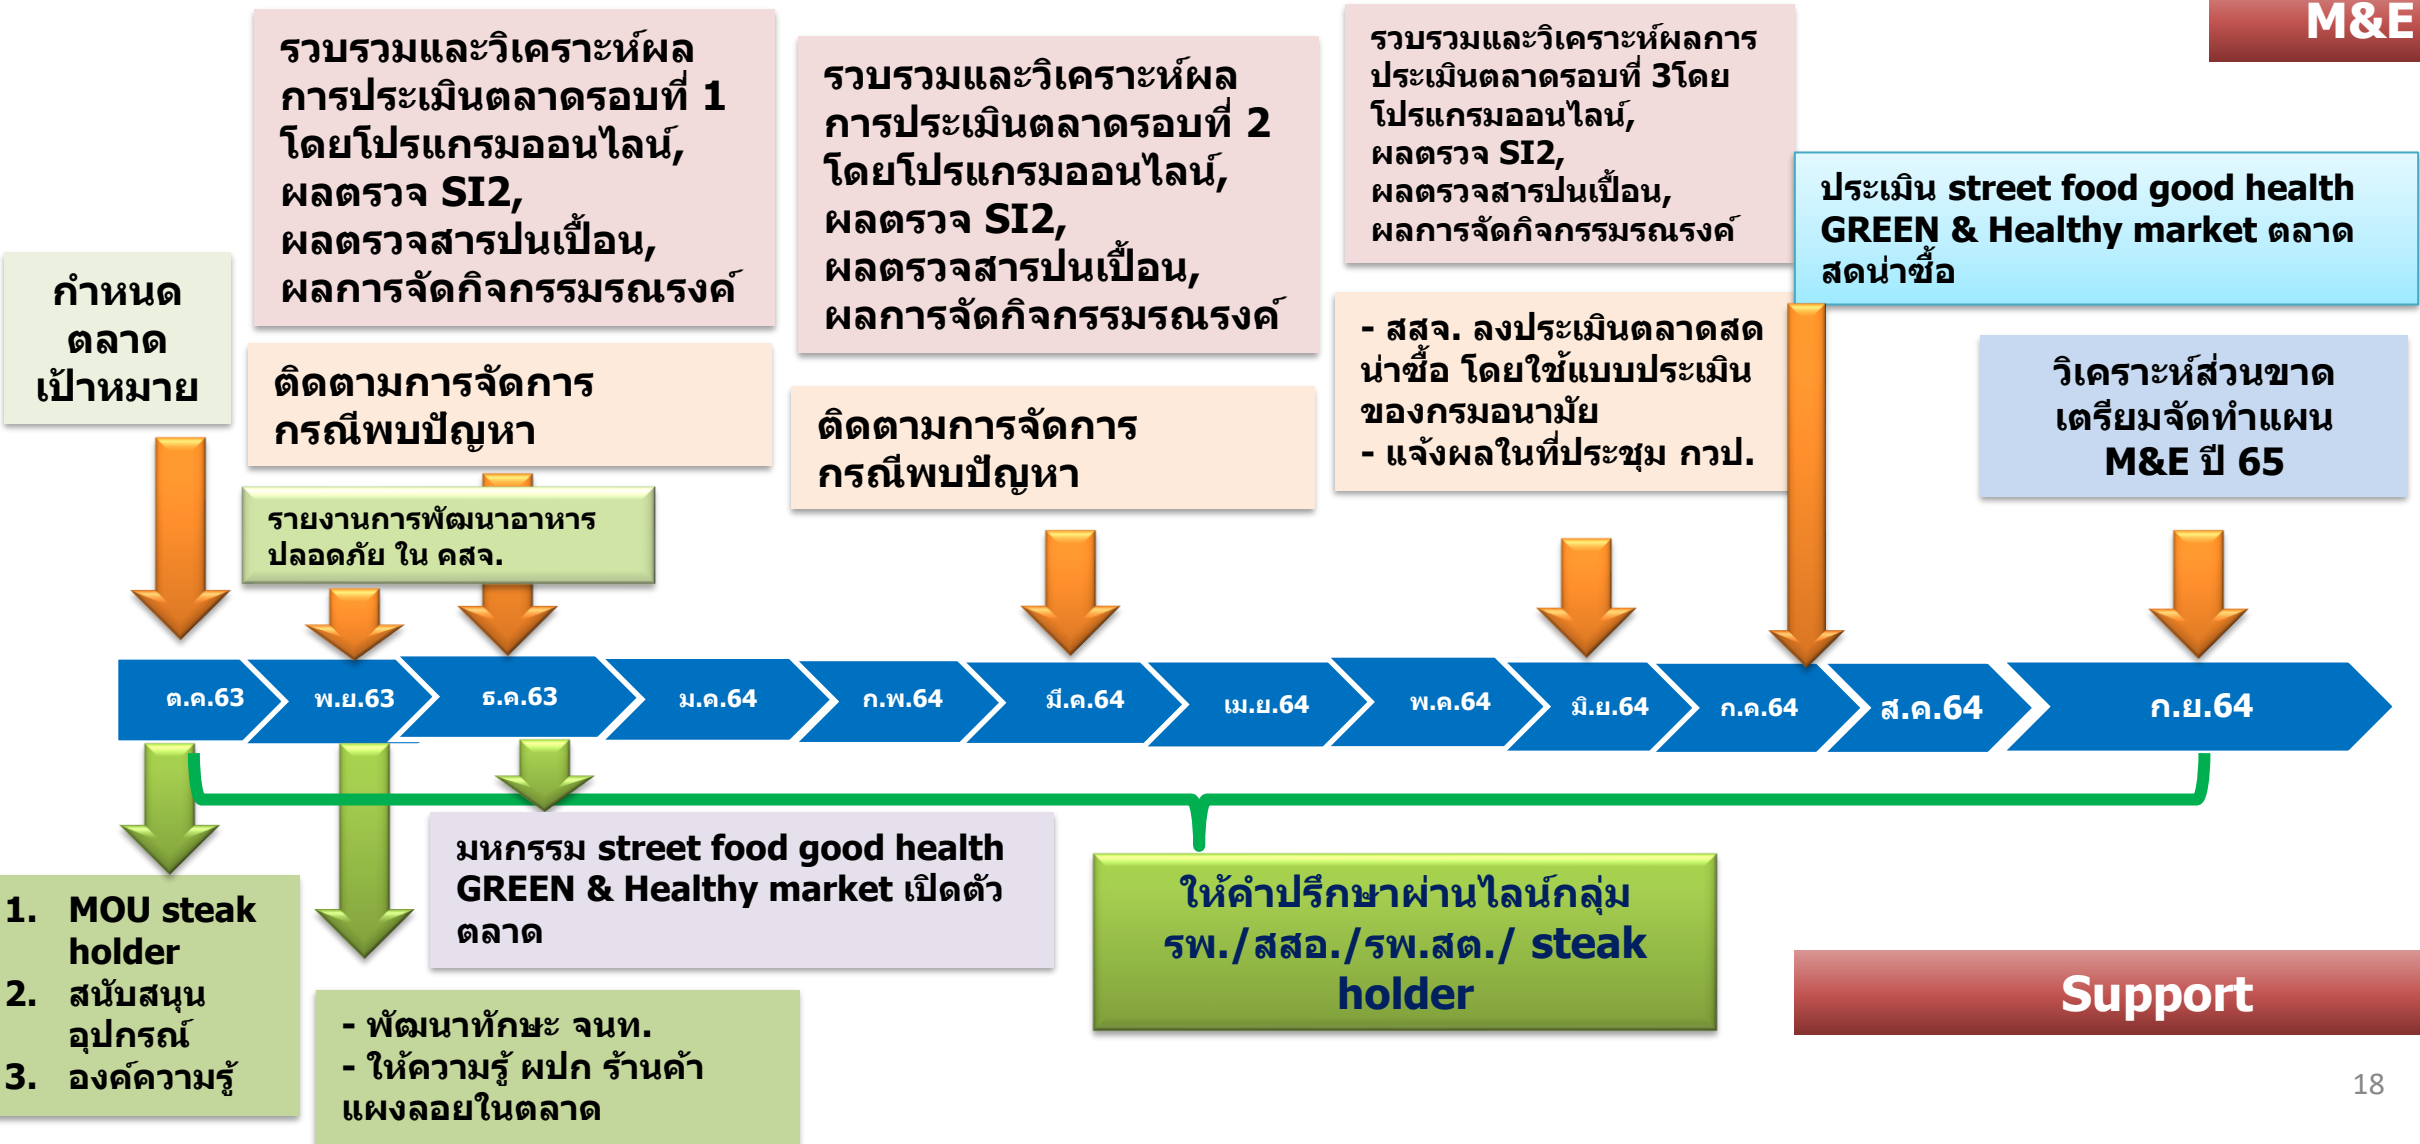 M&E
รวบรวมและวิเคราะห์ผล
การประเมินตลาดรอบที่ 1
โดยโปรแกรมออนไลน์,
ผลตรวจ SI2,
ผลตรวจสารปนเปื้อน,
ผลการจัดกิจกรรมรณรงค์
รวบรวมและวิเคราะห์ผล
การประเมินตลาดรอบที่ 2
โดยโปรแกรมออนไลน์,
ผลตรวจ SI2,
ผลตรวจสารปนเปื้อน,
ผลการจัดกิจกรรมรณรงค์
รวบรวมและวิเคราะห์ผลการ
ประเมินตลาดรอบที่ 3โดย
โปรแกรมออนไลน์,
ผลตรวจ SI2,
ผลตรวจสารปนเปื้อน,
ผลการจัดกิจกรรมรณรงค์
ประเมิน street food good health
GREEN & Healthy market ตลาด
สดน่าซื้อ
กำหนด
ตลาด
เป้าหมาย
ติดตามการจัดการ
กรณีพบปัญหา
ติดตามการจัดการ
กรณีพบปัญหา
- สสจ. ลงประเมินตลาดสด
น่าซื้อ โดยใช้แบบประเมิน
ของกรมอนามัย
- แจ้งผลในที่ประชุม กวป.
วิเคราะห์ส่วนขาด
เตรียมจัดทำแผน
M&E ปี 65
รายงานการพัฒนาอาหาร
ปลอดภัย ใน คสจ.
ต.ค.63
พ.ย.63
ธ.ค.63
ม.ค.64
ก.พ.64
มี.ค.64
เม.ย.64
พ.ค.64
มิ.ย.64
ก.ค.64
ส.ค.64
ก.ย.64
1. MOU steak
holder
2. สนับสนุน
อุปกรณ์
3. องค์ความรู้
- พัฒนาทักษะ จนท.
- ให้ความรู้ ผปก ร้านค้า
แผงลอยในตลาด
มหกรรม street food good health
GREEN & Healthy market เปิดตัว
ตลาด
ให้คำปรึกษาผ่านไลน์กลุ่ม
รพ./สสอ./รพ.สต./ steak
holder
Support
18